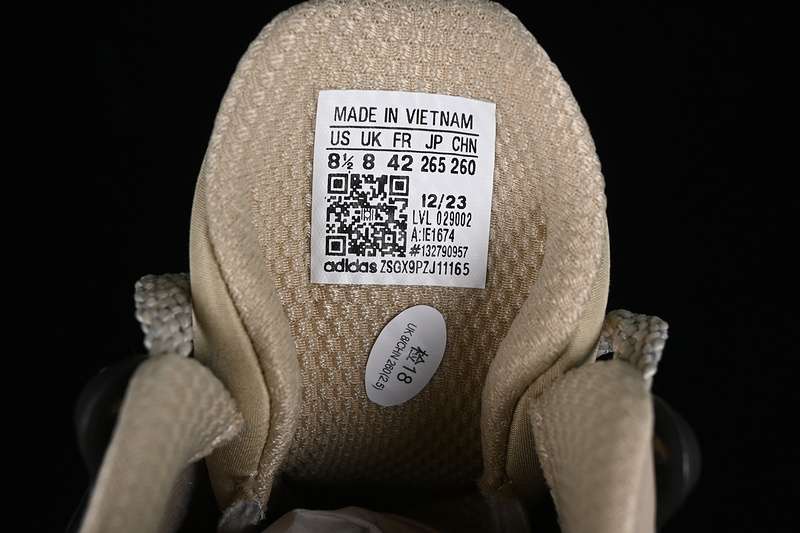 MADE IN VIETNAM
US UK FR JP CHN
8½ 8 42 265 260
12/23
LVL 029002
A:IE1674
#132790957
adidas ZSGX9PZJ11165
UK 8/CHN 260(2.5)
检18